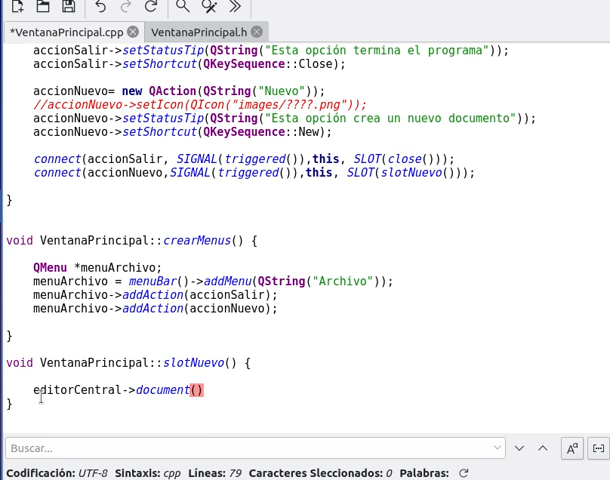 *VentanaPrincipal.cpp VentanaPrincipal.h
accionSalir->setStatusTip(QString("Esta opción termina el programa"));
accionSalir->setShortcut(QKeySequence::Close);
accionNuevo= new QAction(QString("Nuevo"));
//accionNuevo->setIcon(QIcon("images/????.png"));
accionNuevo->setStatusTip(QString("Esta opción crea un nuevo documento"));
accionNuevo->setShortcut(QKeySequence::New);
connect(accionSalir, SIGNAL(triggered()),this, SLOT(close()));
connect(accionNuevo,SIGNAL(triggered()),this, SLOT(slotNuevo()));
}
void VentanaPrincipal::crearMenus() {
QMenu *menuArchivo;
menuArchivo = menuBar()->addMenu(QString("Archivo"));
menuArchivo->addAction(accionSalir);
menuArchivo->addAction(accionNuevo);
}
void VentanaPrincipal::slotNuevo() {
editorCentral->document()
}
Buscar...
Codificación: UTF-8 Sintaxis: cpp Líneas: 79 Caracteres Sleccionados: 0 Palabras: